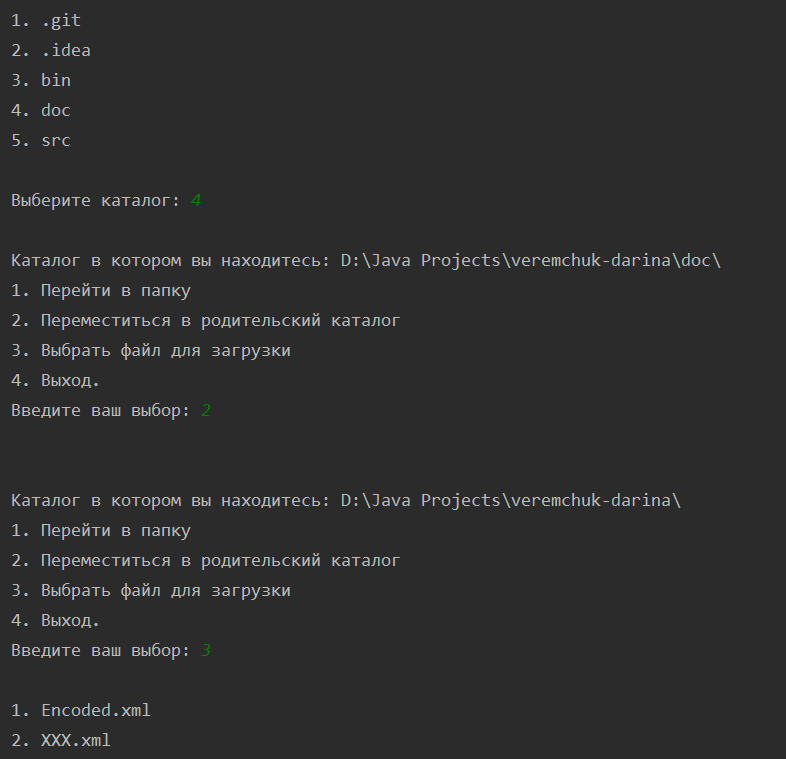 1. .git
2. .idea
3. bin
4. doc
5. src
Выберите каталог: 4
Каталог в котором вы находитесь: D:\Java Projects\veremchuk-darina\doc\
1. Перейти в папку
2. Переместиться в родительский каталог
3. Выбрать файл для загрузки
4. Выход.
Введите ваш выбор: 2
Каталог в котором вы находитесь: D:\Java Projects\veremchuk-darina\
1. Перейти в папку
2. Переместиться в родительский каталог
3. Выбрать файл для загрузки
4. Выход.
Введите ваш выбор: 3
1. Encoded.xml
2. XXX.xml